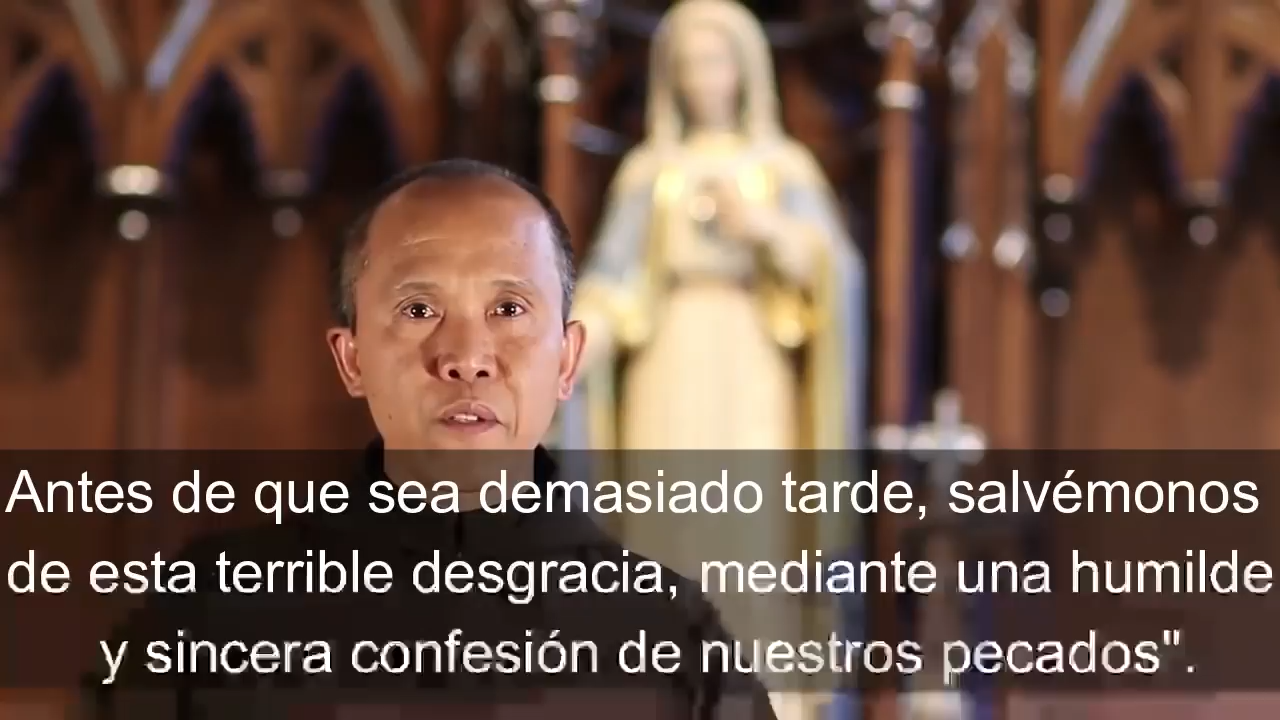 Antes de que sea demasiado tarde, salvémonos
de esta terrible desgracia, mediante una humilde
y sincera confesión de nuestros pecados".